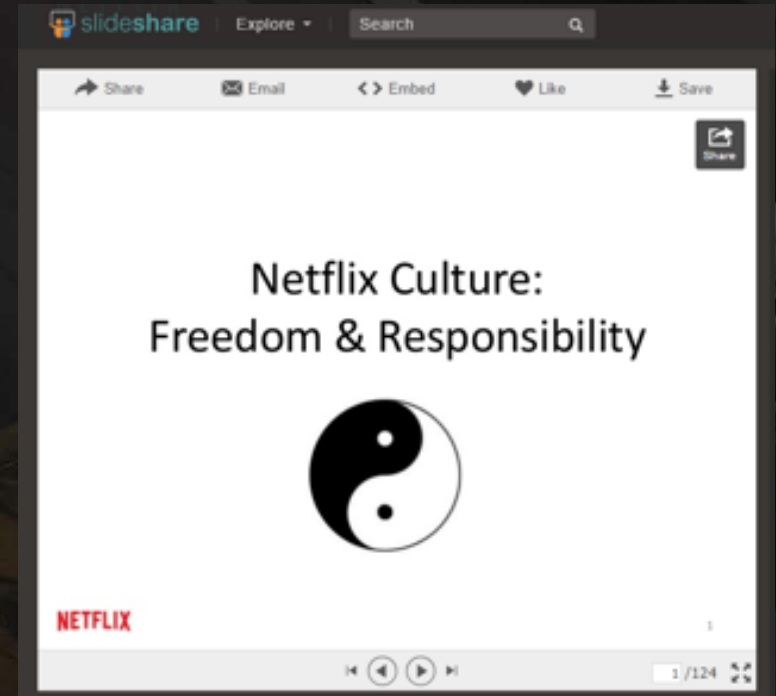 slideshare Explore Search
Share Email Embed Like Save
Share
Netflix Culture:
Freedom & Responsibility
NETFLIX 1
1/124